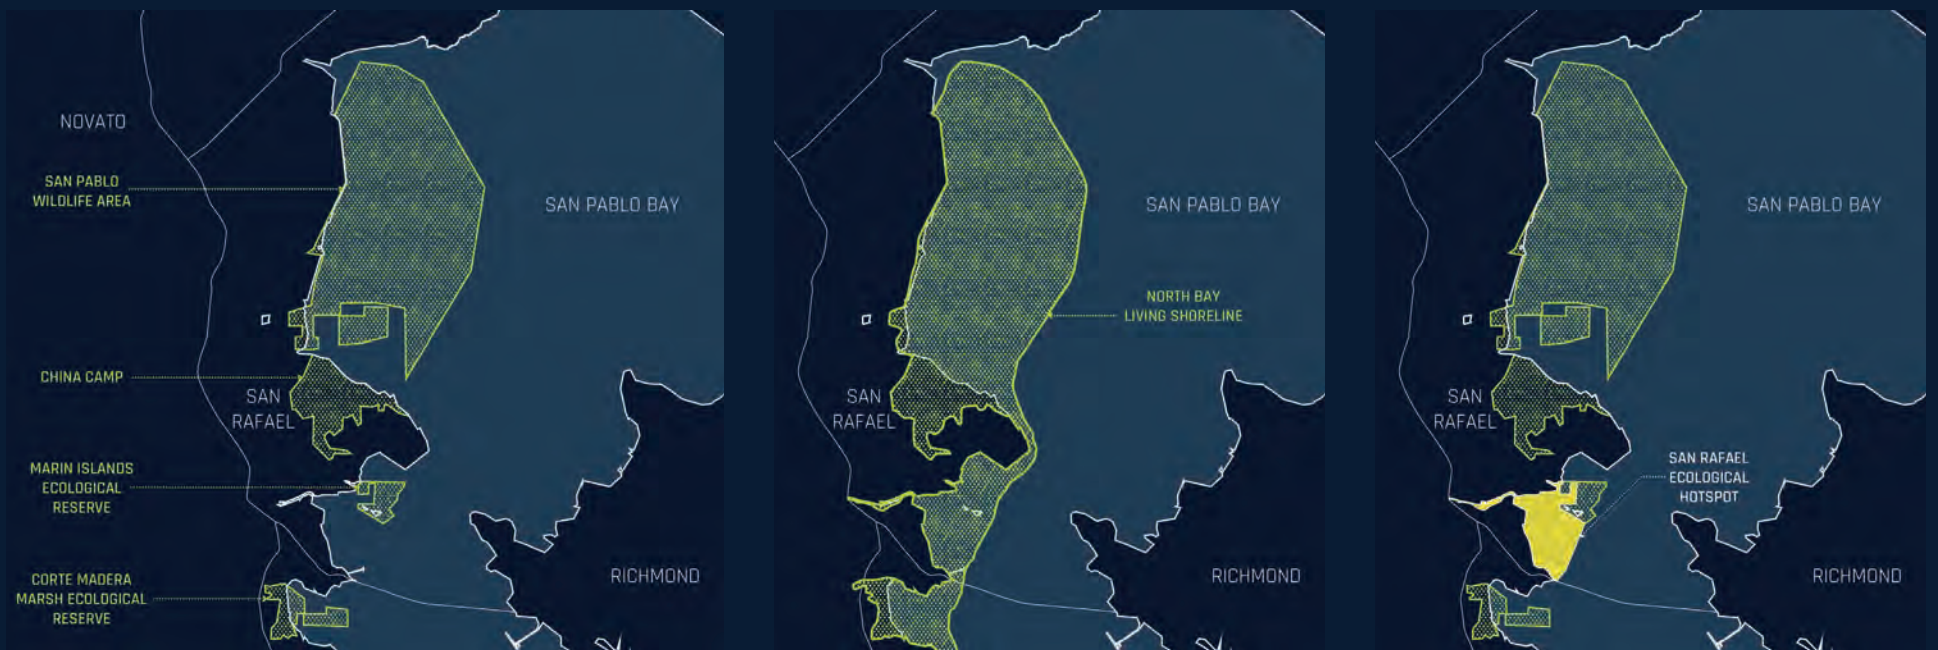 NOVATO
SAN PABLO
WILDLIFE AREA
SAN PABLO BAY
CHINA CAMP
SAN
RAFAEL
MARIN ISLANDS
ECOLOGICAL
RESERVE
CORTE MADERA
MARSH ECOLOGICAL
RESERVE
RICHMOND
SAN PABLO BAY
NORTH BAY
LIVING SHORELINE
SAN
RAFAEL
RICHMOND
SAN PABLO BAY
SAN
RAFAEL
SAN RAFAEL
ECOLOGICAL
HOTSPOT
RICHMOND